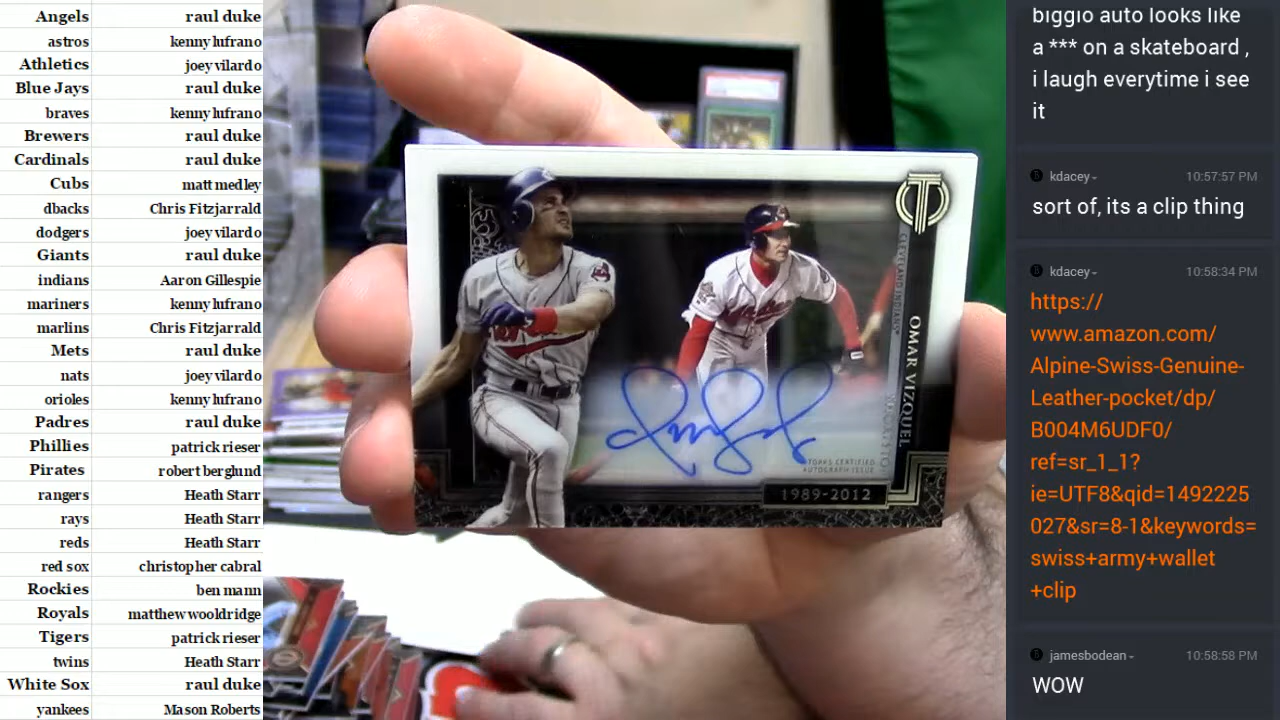 Angels raul duke
astros kenny lufrano
Athletics joey vilardo
Blue Jays raul duke
braves kenny lufrano
Brewers raul duke
Cardinals raul duke
Cubs matt medley
dbacks Chris Fitzjarrald
dodgers joey vilardo
Giants raul duke
indians Aaron Gillespie
mariners kenny lufrano
marlins Chris Fitzjarrald
Mets raul duke
nats joey vilardo
orioles kenny lufrano
Padres raul duke
Phillies patrick rieser
Pirates robert berglund
rangers Heath Starr
rays Heath Starr
reds Heath Starr
red sox christopher cabral
Rockies ben mann
Royals matthew wooldridge
Tigers patrick rieser
twins Heath Starr
White Sox raul duke
yankees Mason Roberts
CLEVELAND INDIANS
OMAR VIZQUEL
TOPPS CERTIFIED
AUTOGRAPH ISSUE
1989-2012
biggio auto looks like
a *** on a skateboard ,
i laugh everytime i see
it
kdacey 10:57:57 PM
sort of, its a clip thing
kdacey 10:58:34 PM
https://
www.amazon.com/
Alpine-Swiss-Genuine-
Leather-pocket/dp/
B004M6UDF0/
ref=sr_1_1?
ie=UTF8&qid=1492225
027&sr=8-1&keywords=
swiss+army+wallet
+clip
jamesbodean 10:58:58 PM
WOW